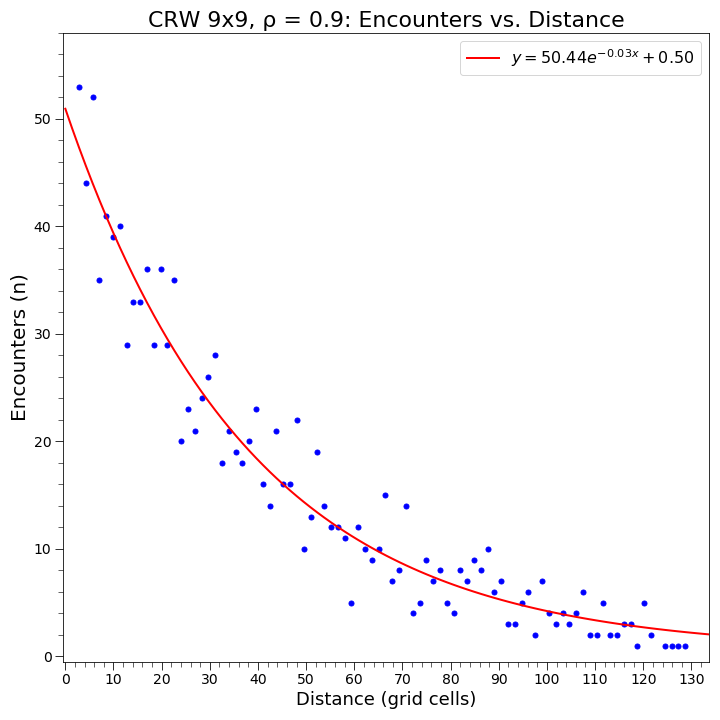 CRW 9x9, ρ = 0.9: Encounters vs. Distance
y = 50.44e^{-0.03x} + 0.50
Encounters (n)
50
40
30
20
10
0
0 10 20 30 40 50 60 70 80 90 100 110 120 130
Distance (grid cells)